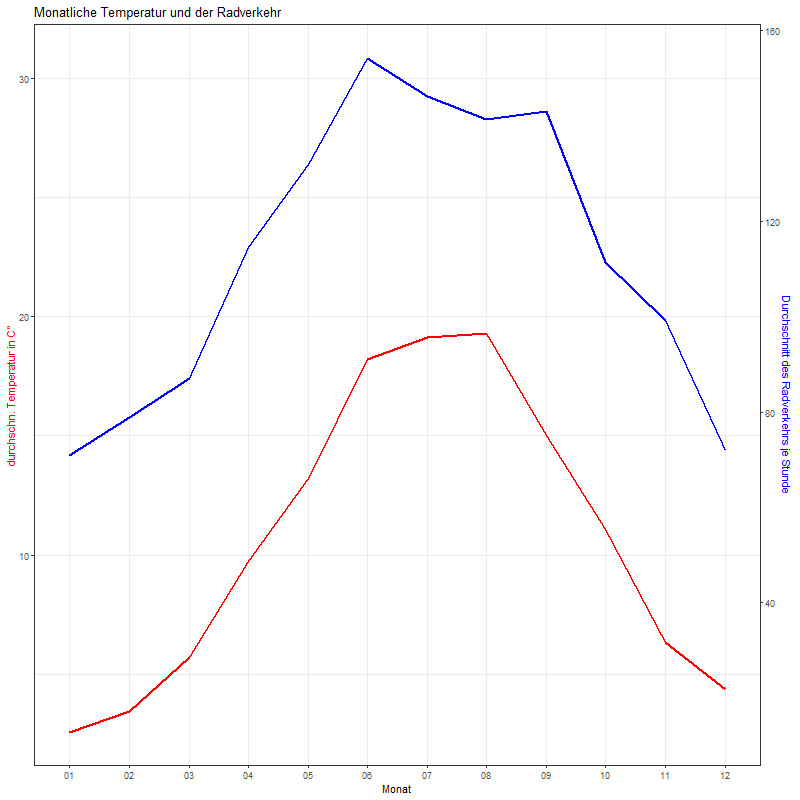 Monatliche Temperatur und der Radverkehr
durchschn. Temperatur in C °
30
20
10
160
120
80
40
Durchschnitt des Radverkehrs je Stunde
01 02 03 04 05 06 07 08 09 10 11 12
Monat